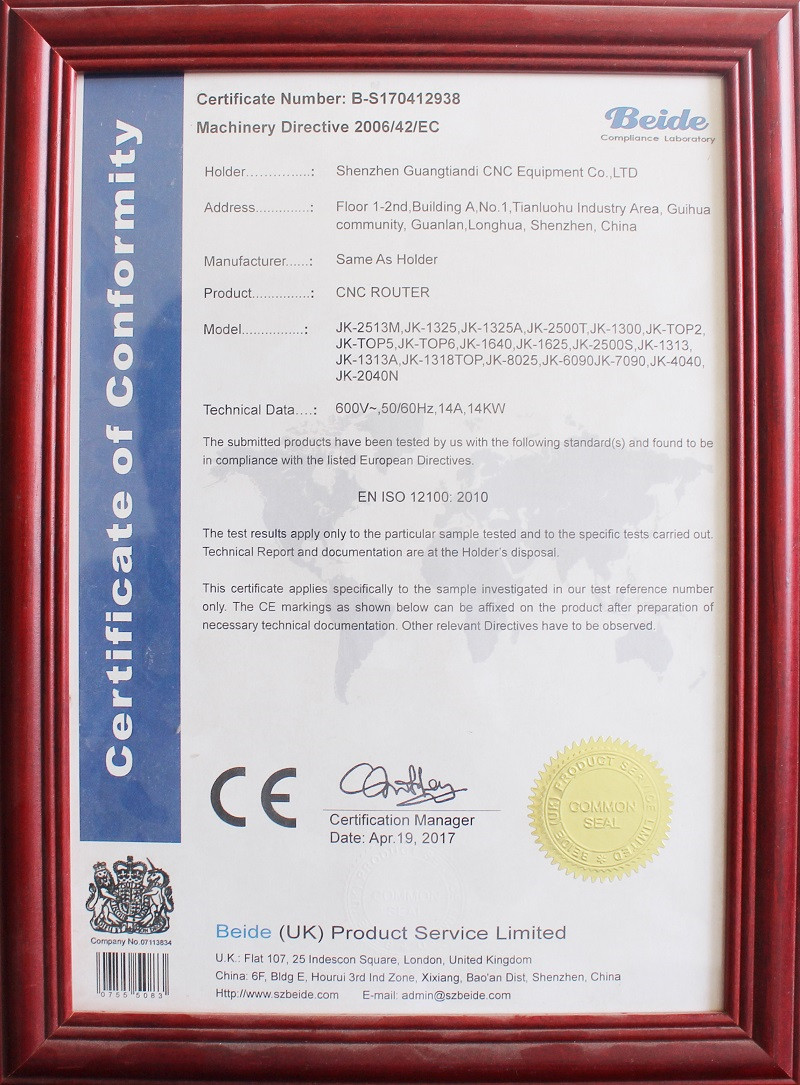 Certificate of Conformity
Certificate Number: B-S170412938
Machinery Directive 2006/42/EC
Beide
Compliance Laboratory
Holder...............: Shenzhen Guangtiandi CNC Equipment Co.,LTD
Address.............: Floor 1-2nd,Building A,No.1,Tianluohu Industry Area, Guihua
community, Guanlan,Longhua, Shenzhen, China
Manufacturer......: Same As Holder
Product..............: CNC ROUTER
Model................: JK-2513M,JK-1325,JK-1325A,JK-2500T,JK-1300,JK-TOP2,
JK-TOP5,JK-TOP6,JK-1640,JK-1625,JK-2500S,JK-1313,
JK-1313A,JK-1318TOP,JK-8025,JK-6090JK-7090,JK-4040,
JK-2040N
Technical Data....: 600V~,50/60Hz,14A,14KW
The submitted products have been tested by us with the following standard(s) and found to be
in compliance with the listed European Directives.
EN ISO 12100: 2010
The test results apply only to the particular sample tested and to the specific tests carried out.
Technical Report and documentation are at the Holder's disposal.
This certificate applies specifically to the sample investigated in our test reference number
only. The CE markings as shown below can be affixed on the product after preparation of
necessary technical documentation. Other relevant Directives have to be observed.
CE
Certification Manager
Date: Apr.19, 2017
BEIDE (UK) PRODUCT SERVICE LIMITED
COMMON
SEAL
Company No.07113834
0755 5083
Beide (UK) Product Service Limited
U.K.: Flat 107, 25 Indescon Square, London, United Kingdom
China: 6F, Bldg E, Hourui 3rd Ind Zone, Xixiang, Bao'an Dist, Shenzhen, China
Http://www.szbeide.com E-mail: admin@szbeide.com